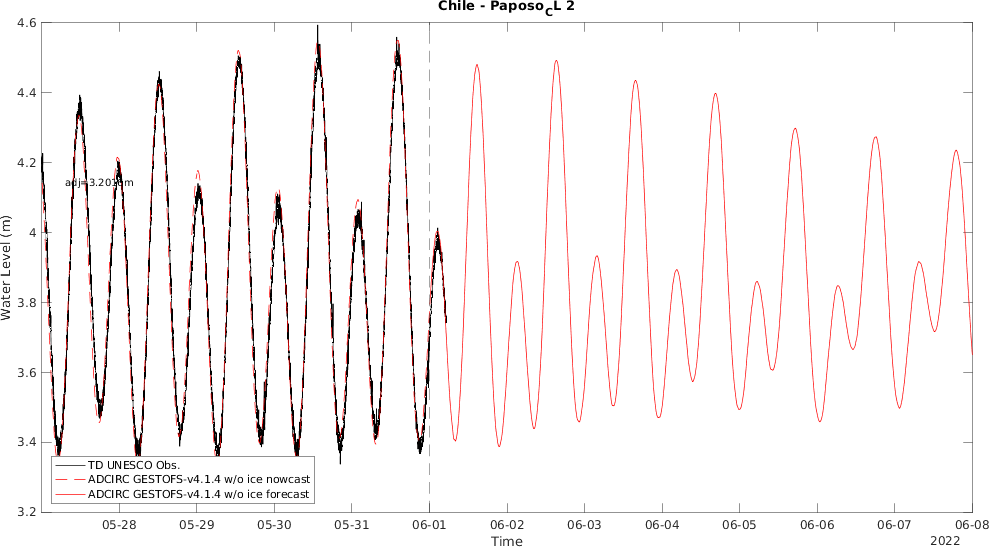 Chile - Paposo_CL 2
4.6
4.4
4.2
4
3.8
3.6
3.4
3.2
Water Level (m)
adj=3.2016m
TD UNESCO Obs.
ADCIRC GESTOFS-v4.1.4 w/o ice nowcast
ADCIRC GESTOFS-v4.1.4 w/o ice forecast
05-28 05-29 05-30 05-31 06-01 06-02 06-03 06-04 06-05 06-06 06-07 06-08
Time
2022